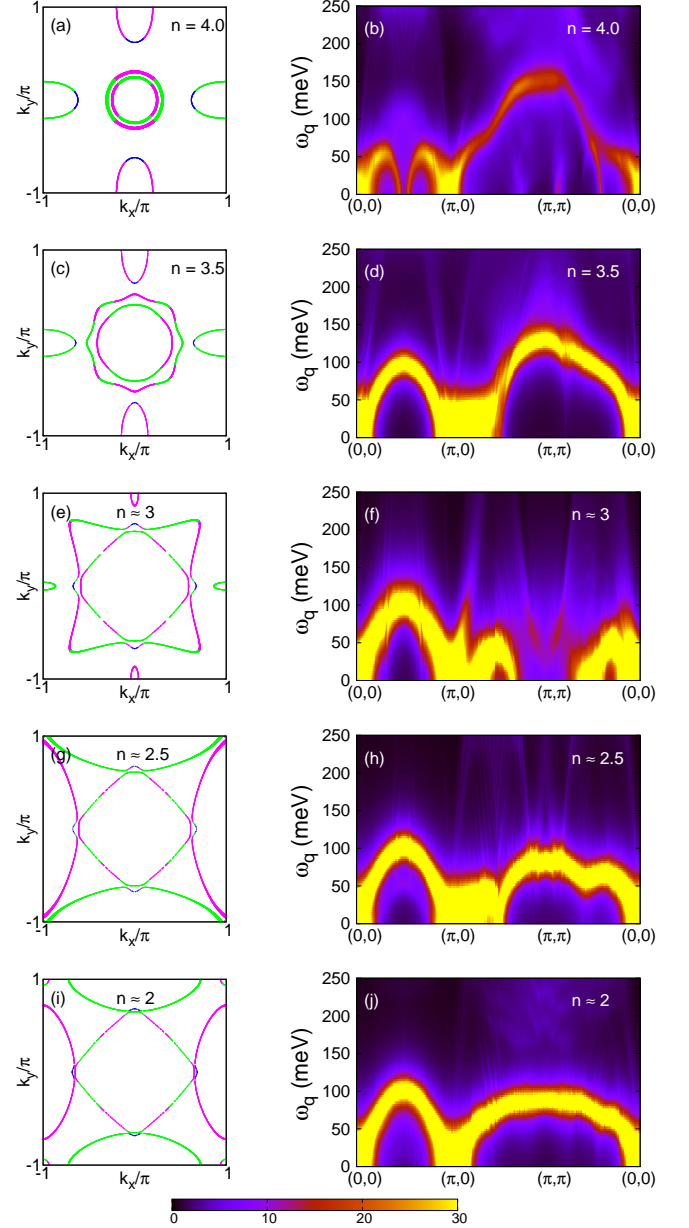 (a) n = 4.0
1
k_y/π
-1
-1 k_x/π 1
(b) n = 4.0
250
200
150
100
50
0
ω_q (meV)
(0,0) (π,0) (π,π) (0,0)
(c) n = 3.5
1
k_y/π
-1
-1 k_x/π 1
(d) n = 3.5
250
200
150
100
50
0
ω_q (meV)
(0,0) (π,0) (π,π) (0,0)
(e) n ≈ 3
1
k_y/π
-1
-1 k_x/π 1
(f) n ≈ 3
250
200
150
100
50
0
ω_q (meV)
(0,0) (π,0) (π,π) (0,0)
(g) n ≈ 2.5
1
k_y/π
-1
-1 k_x/π 1
(h) n ≈ 2.5
250
200
150
100
50
0
ω_q (meV)
(0,0) (π,0) (π,π) (0,0)
(i) n ≈ 2
1
k_y/π
-1
-1 k_x/π 1
(j) n ≈ 2
250
200
150
100
50
0
ω_q (meV)
(0,0) (π,0) (π,π) (0,0)
0 10 20 30